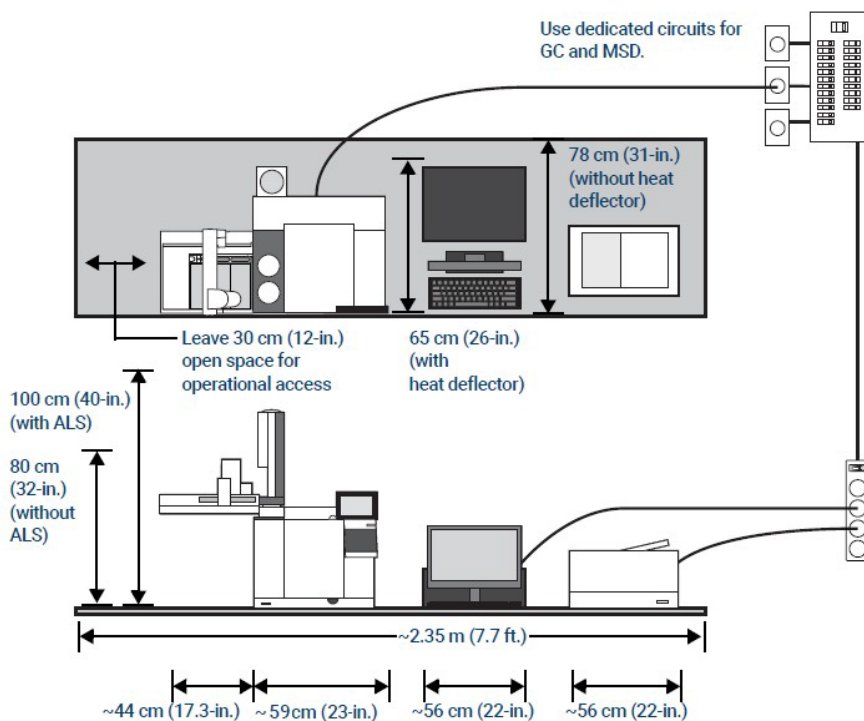 Use dedicated circuits for
GC and MSD.
78 cm (31-in.)
(without heat
deflector)
Leave 30 cm (12-in.)
open space for
operational access
65 cm (26-in.)
(with
heat deflector)
100 cm (40-in.)
(with ALS)
80 cm
(32-in.)
(without
ALS)
~2.35 m (7.7 ft.)
~44 cm (17.3-in.)
~59cm (23-in.)
~56 cm (22-in.)
~56 cm (22-in.)